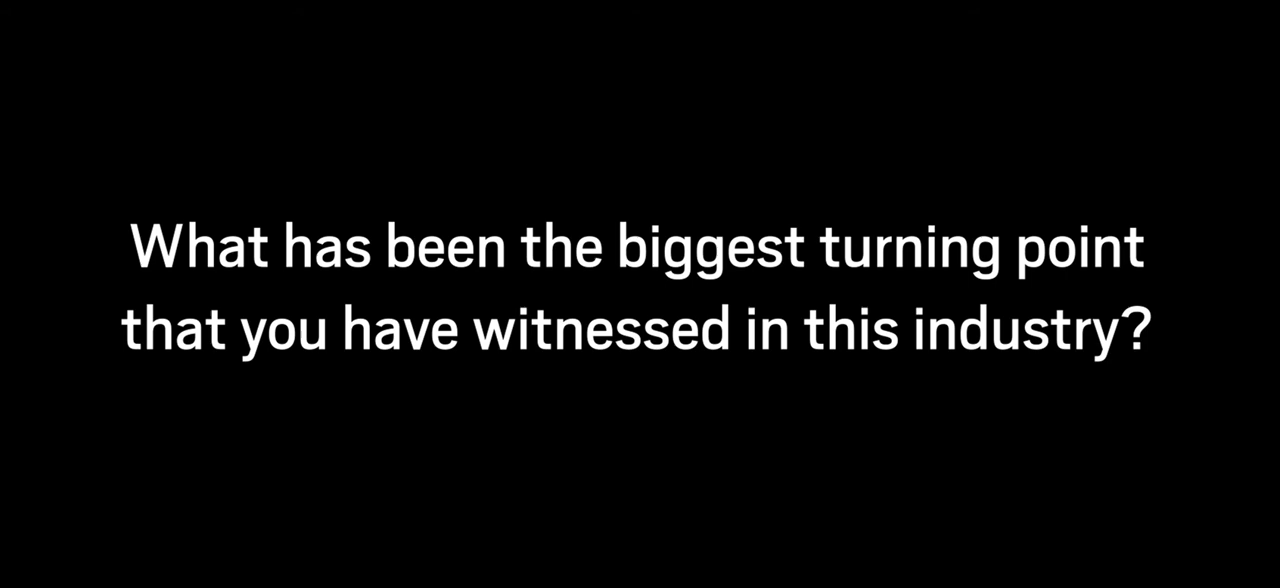 What has been the biggest turning point
that you have witnessed in this industry?